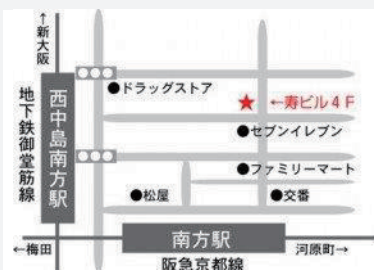 ↑新大阪
地下鉄御堂筋線
西中島南方駅
●ドラッグストア
★ ←寿ビル４Ｆ
●セブンイレブン
●ファミリーマート
●松屋
●交番
←梅田
南方駅
河原町→
阪急京都線